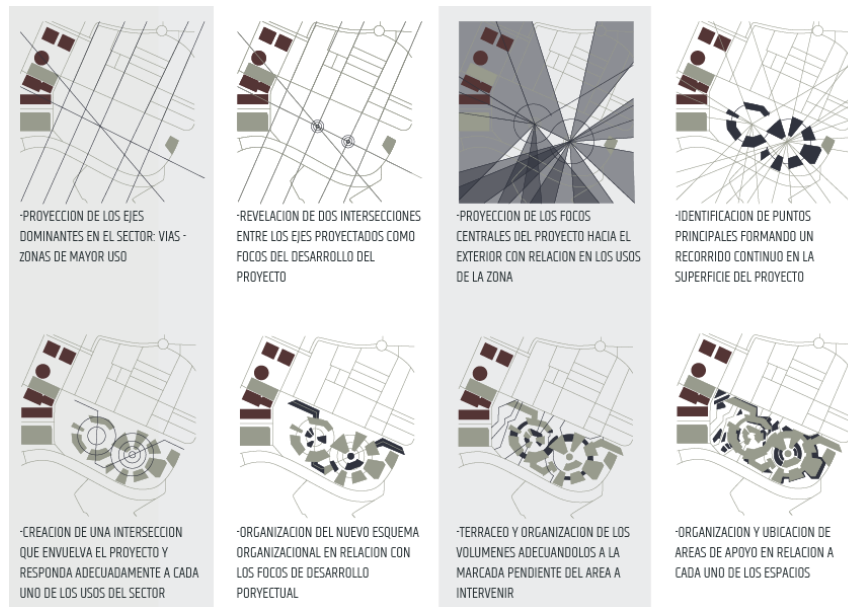 -PROYECCION DE LOS EJES
DOMINANTES EN EL SECTOR: VIAS -
ZONAS DE MAYOR USO
-REVELACION DE DOS INTERSECCIONES
ENTRE LOS EJES PROYECTADOS COMO
FOCOS DEL DESARROLLO DEL
PROYECTO
-PROYECCION DE LOS FOCOS
CENTRALES DEL PROYECTO HACIA EL
EXTERIOR CON RELACION EN LOS USOS
DE LA ZONA
-IDENTIFICACION DE PUNTOS
PRINCIPALES FORMANDO UN
RECORRIDO CONTINUO EN LA
SUPERFICIE DEL PROYECTO
-CREACION DE UNA INTERSECCION
QUE ENVUELVA EL PROYECTO Y
RESPONDA ADECUADAMENTE A CADA
UNO DE LOS USOS DEL SECTOR
-ORGANIZACION DEL NUEVO ESQUEMA
ORGANIZACIONAL EN RELACION CON
LOS FOCOS DE DESARROLLO
PORYECTUAL
-TERRACEO Y ORGANIZACION DE LOS
VOLUMENES ADECUANDOLOS A LA
MARCADA PENDIENTE DEL AREA A
INTERVENIR
-ORGANIZACION Y UBICACION DE
AREAS DE APOYO EN RELACION A
CADA UNO DE LOS ESPACIOS